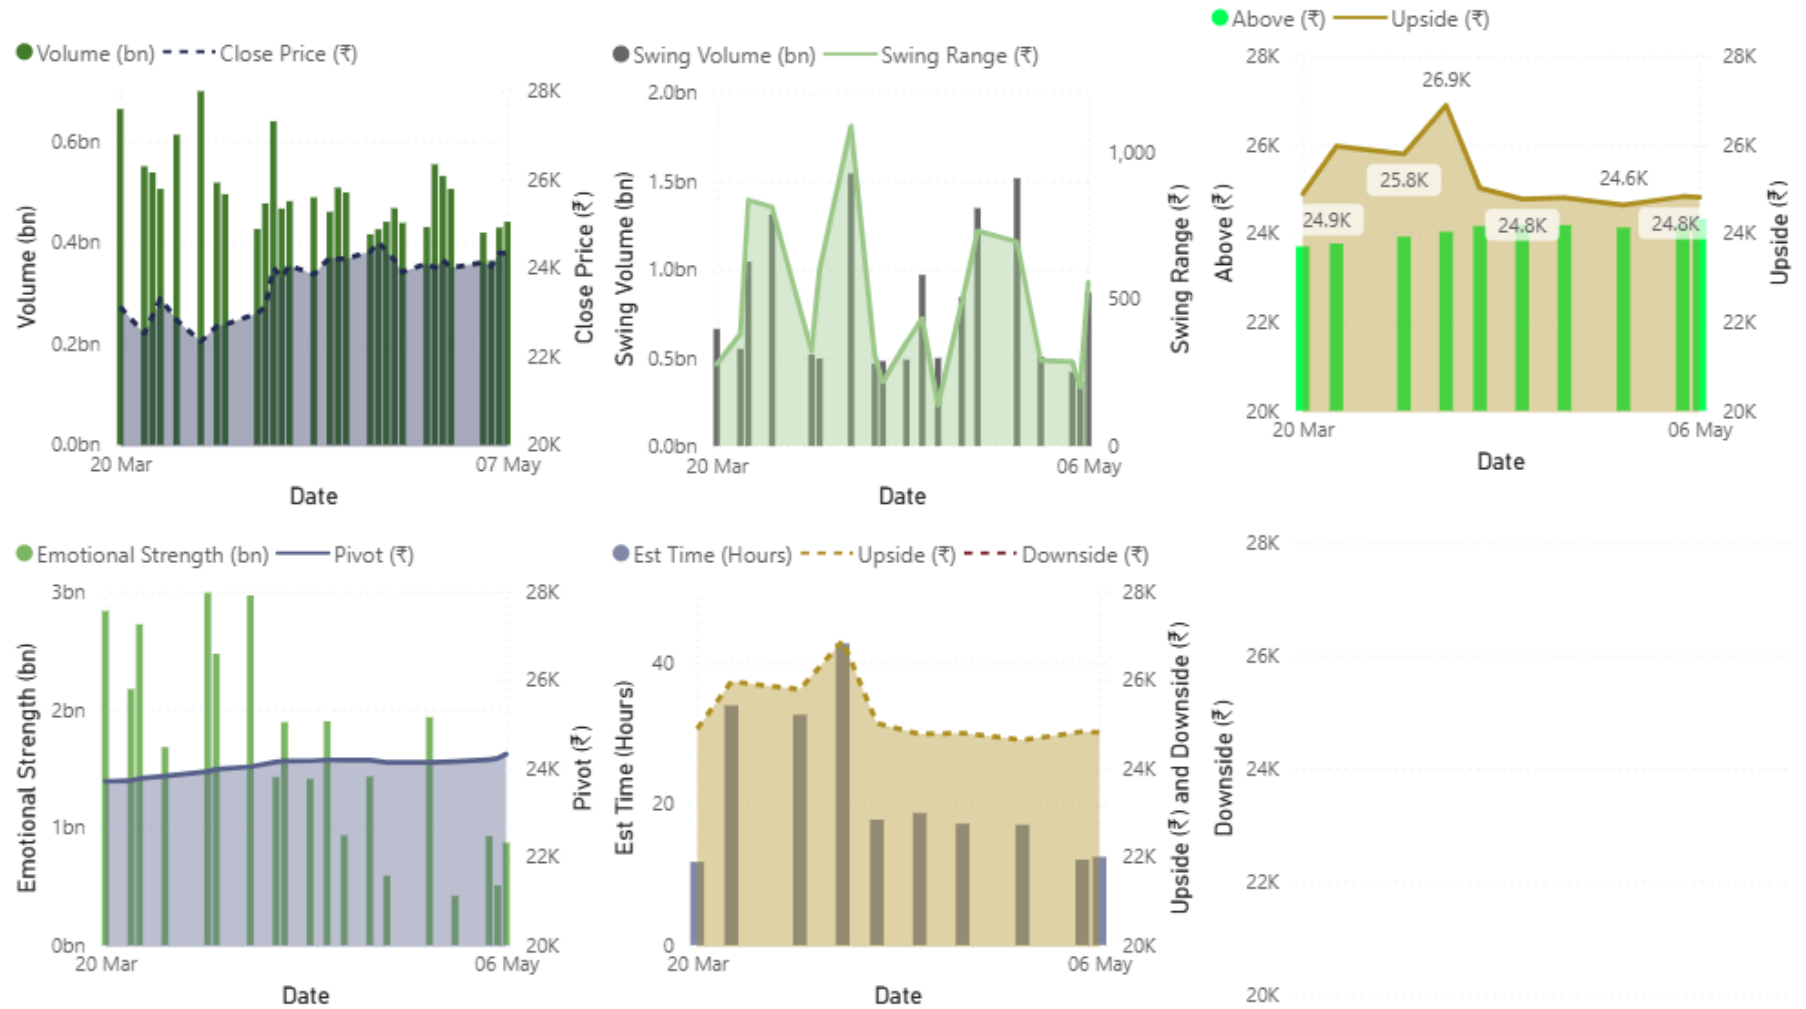 Volume (bn) Close Price (₹)
28K
0.6bn
26K
0.4bn
24K
0.2bn
22K
0.0bn
20K
20 Mar 07 May
Volume (bn)
Close Price (₹)
Date
Swing Volume (bn) Swing Range (₹)
2.0bn
1,000
1.5bn
1.0bn
500
0.5bn
0.0bn
0
20 Mar 06 May
Swing Volume (bn)
Swing Range (₹)
Date
Above (₹) Upside (₹)
28K 28K
26.9K
26K 26K
25.8K 24.6K
24.9K 24.8K 24.8K
24K 24K
22K 22K
20K 20K
20 Mar 06 May
Above (₹)
Upside (₹)
Date
Emotional Strength (bn) Pivot (₹)
3bn 28K
26K
2bn
24K
1bn
22K
0bn 20K
20 Mar 06 May
Emotional Strength (bn)
Pivot (₹)
Date
Est Time (Hours) Upside (₹) Downside (₹)
28K
40
26K
24K
20
22K
0 20K
20 Mar 06 May
Est Time (Hours)
Upside (₹) and Downside (₹)
Date
28K
26K
24K
22K
20K
Downside (₹)